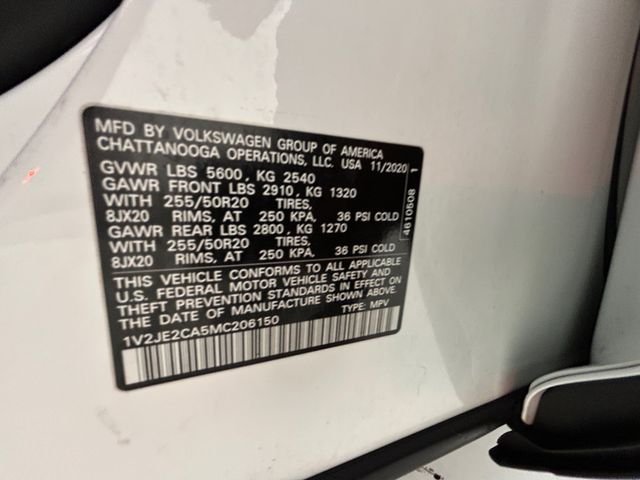 MFD BY VOLKSWAGEN GROUP OF AMERICA
CHATTANOOGA OPERATIONS, LLC. USA 11/2020
GVWR LBS 5600, KG 2540
GAWR FRONT LBS 2910, KG 1320
WITH 255/50R20 TIRES,
8JX20 RIMS, AT 250 KPA, 36 PSI COLD
GAWR REAR LBS 2800, KG 1270
WITH 255/50R20 TIRES,
8JX20 RIMS, AT 250 KPA, 36 PSI COLD
4610508 1
THIS VEHICLE CONFORMS TO ALL APPLICABLE
U.S. FEDERAL MOTOR VEHICLE SAFETY AND
THEFT PREVENTION STANDARDS IN EFFECT ON
THE DATE OF MANUFACTURE SHOWN ABOVE.
1V2JE2CA5MC206150 TYPE: MPV